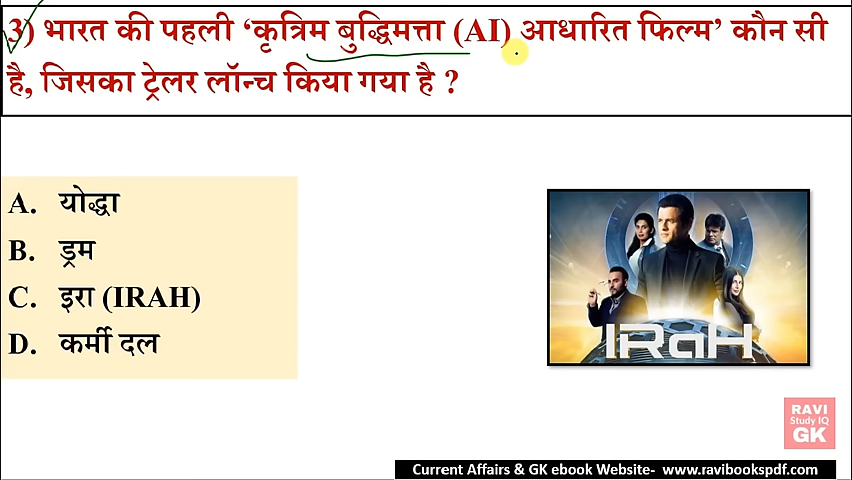 3) भारत की पहली ‘कृत्रिम बुद्धिमत्ता (AI) आधारित फिल्म’ कौन सी
है, जिसका ट्रेलर लॉन्च किया गया है ?
A. योद्धा
B. ड्रम
C. इरा (IRAH)
D. कर्मी दल
IRaH
RAVI
Study IQ
GK
Current Affairs & GK ebook Website- www.ravibookspdf.com